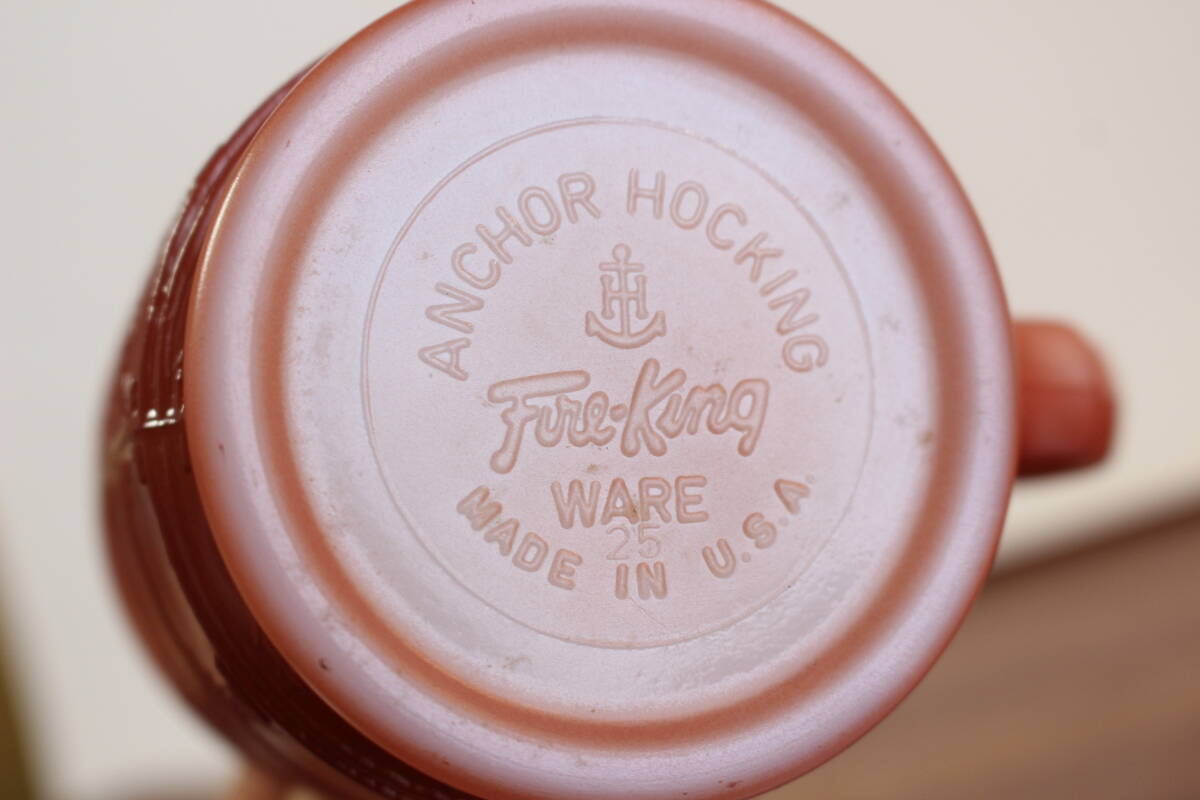 ANCHOR HOCKING
H
Fire-King
WARE
25
MADE IN U.S.A.